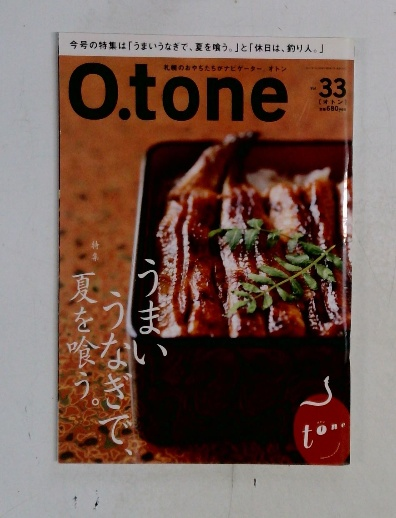 今号の特集は「うまいうなぎで、夏を喰う。」と「休日は、釣り人。」
札幌のおやぢたちがナビゲーター、オトン
O.tone
33
[オトン]
特集
うまい
うなぎで、
夏を喰う。
tone